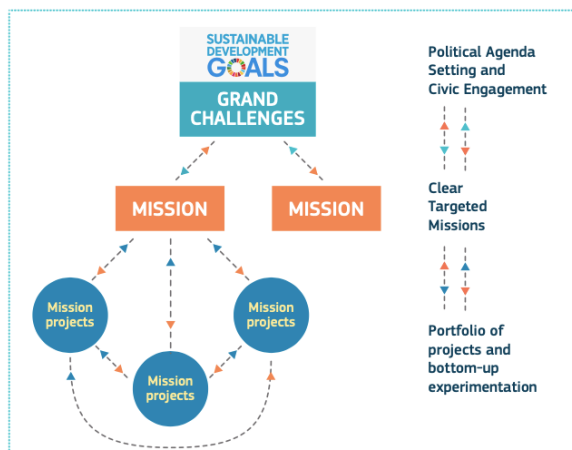 SUSTAINABLE
DEVELOPMENT
GOALS
GRAND
CHALLENGES
MISSION
MISSION
Mission
projects
Mission
projects
Mission
projects
Political Agenda
Setting and
Civic Engagement
Clear
Targeted
Missions
Portfolio of
projects and
bottom-up
experimentation